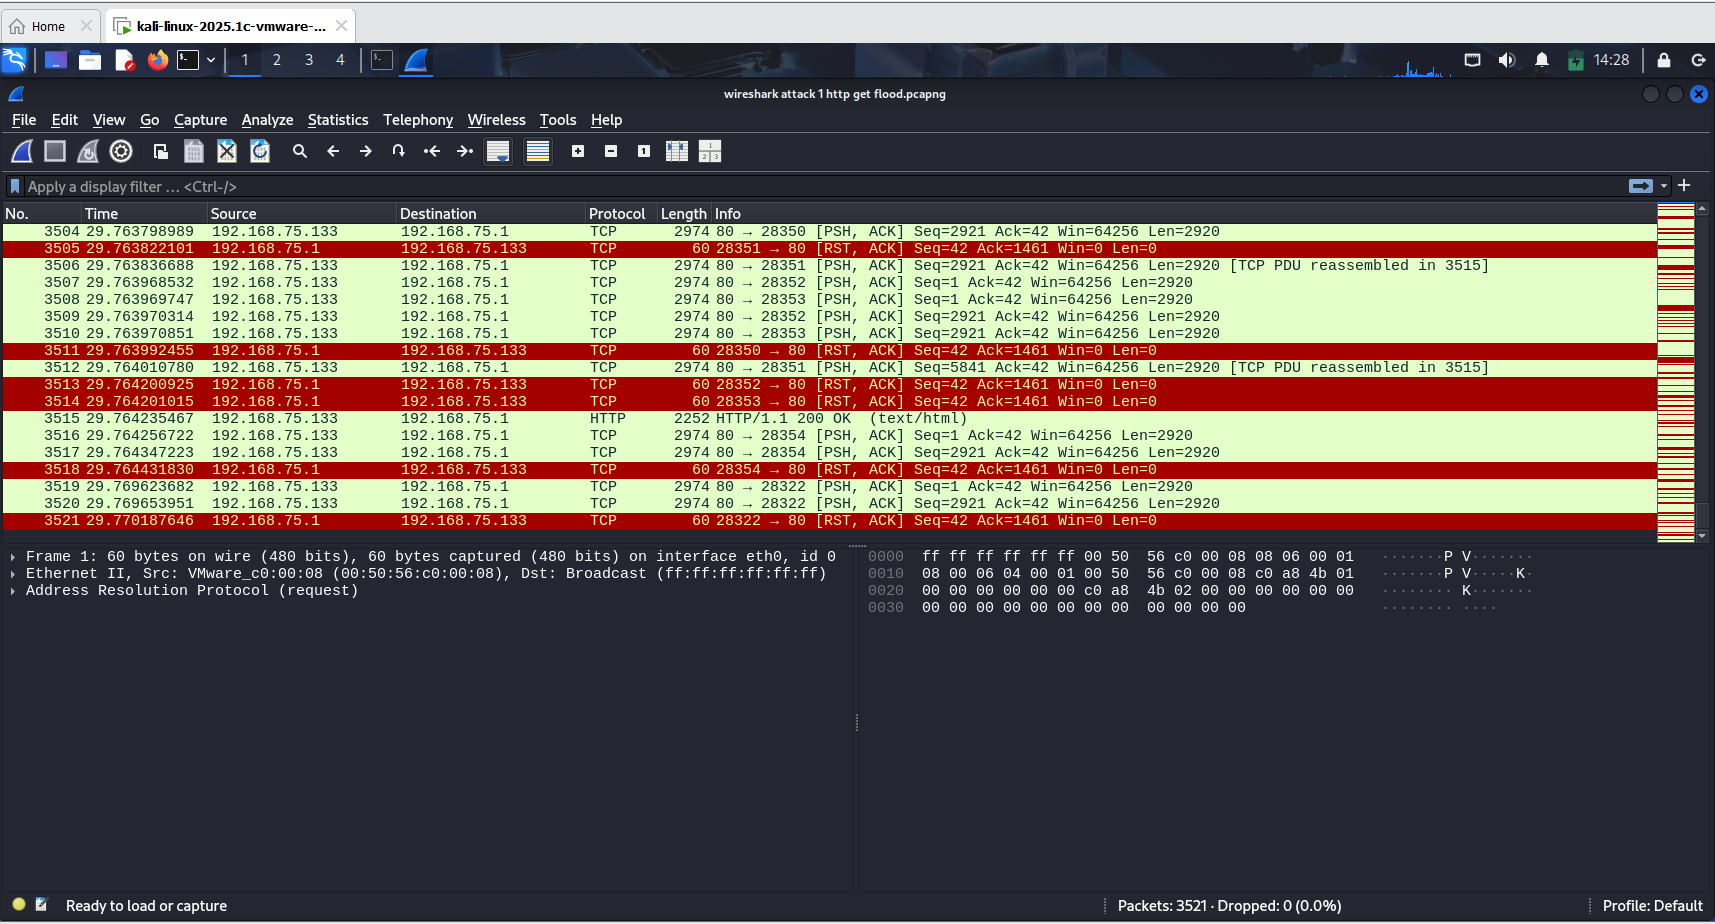 Home
kali-linux-2025.1c-vmware-...
1 2 3 4
14:28
wireshark attack 1 http get flood.pcapng
File Edit View Go Capture Analyze Statistics Telephony Wireless Tools Help
Apply a display filter … <Ctrl-/>
No. Time Source Destination Protocol Length Info
3504 29.763798989 192.168.75.133 192.168.75.1 TCP 2974 80 → 28350 [PSH, ACK] Seq=2921 Ack=42 Win=64256 Len=2920
3505 29.763822101 192.168.75.1 192.168.75.133 TCP 60 28351 → 80 [RST, ACK] Seq=42 Ack=1461 Win=0 Len=0
3506 29.763836688 192.168.75.133 192.168.75.1 TCP 2974 80 → 28351 [PSH, ACK] Seq=2921 Ack=42 Win=64256 Len=2920 [TCP PDU reassembled in 3515]
3507 29.763968532 192.168.75.133 192.168.75.1 TCP 2974 80 → 28352 [PSH, ACK] Seq=1 Ack=42 Win=64256 Len=2920
3508 29.763969747 192.168.75.133 192.168.75.1 TCP 2974 80 → 28353 [PSH, ACK] Seq=1 Ack=42 Win=64256 Len=2920
3509 29.763970314 192.168.75.133 192.168.75.1 TCP 2974 80 → 28352 [PSH, ACK] Seq=2921 Ack=42 Win=64256 Len=2920
3510 29.763970851 192.168.75.133 192.168.75.1 TCP 2974 80 → 28353 [PSH, ACK] Seq=2921 Ack=42 Win=64256 Len=2920
3511 29.763992455 192.168.75.1 192.168.75.133 TCP 60 28350 → 80 [RST, ACK] Seq=42 Ack=1461 Win=0 Len=0
3512 29.764010780 192.168.75.133 192.168.75.1 TCP 2974 80 → 28351 [PSH, ACK] Seq=5841 Ack=42 Win=64256 Len=2920 [TCP PDU reassembled in 3515]
3513 29.764200925 192.168.75.1 192.168.75.133 TCP 60 28352 → 80 [RST, ACK] Seq=42 Ack=1461 Win=0 Len=0
3514 29.764201015 192.168.75.1 192.168.75.133 TCP 60 28353 → 80 [RST, ACK] Seq=42 Ack=1461 Win=0 Len=0
3515 29.764235467 192.168.75.133 192.168.75.1 HTTP 2252 HTTP/1.1 200 OK (text/html)
3516 29.764256722 192.168.75.133 192.168.75.1 TCP 2974 80 → 28354 [PSH, ACK] Seq=1 Ack=42 Win=64256 Len=2920
3517 29.764347223 192.168.75.133 192.168.75.1 TCP 2974 80 → 28354 [PSH, ACK] Seq=2921 Ack=42 Win=64256 Len=2920
3518 29.764431830 192.168.75.1 192.168.75.133 TCP 60 28354 → 80 [RST, ACK] Seq=42 Ack=1461 Win=0 Len=0
3519 29.769623682 192.168.75.133 192.168.75.1 TCP 2974 80 → 28322 [PSH, ACK] Seq=1 Ack=42 Win=64256 Len=2920
3520 29.769653951 192.168.75.133 192.168.75.1 TCP 2974 80 → 28322 [PSH, ACK] Seq=2921 Ack=42 Win=64256 Len=2920
3521 29.770187646 192.168.75.1 192.168.75.133 TCP 60 28322 → 80 [RST, ACK] Seq=42 Ack=1461 Win=0 Len=0
Frame 1: 60 bytes on wire (480 bits), 60 bytes captured (480 bits) on interface eth0, id 0
Ethernet II, Src: VMware_c0:00:08 (00:50:56:c0:00:08), Dst: Broadcast (ff:ff:ff:ff:ff:ff)
Address Resolution Protocol (request)
0000 ff ff ff ff ff ff 00 50 56 c0 00 08 08 06 00 01 ·······P V·······
0010 08 00 06 04 00 01 00 50 56 c0 00 08 c0 a8 4b 01 ·······P V·····K·
0020 00 00 00 00 00 00 c0 a8 4b 02 00 00 00 00 00 00 ········ K·······
0030 00 00 00 00 00 00 00 00 00 00 00 00 ········ ····
Ready to load or capture
Packets: 3521 · Dropped: 0 (0.0%)
Profile: Default